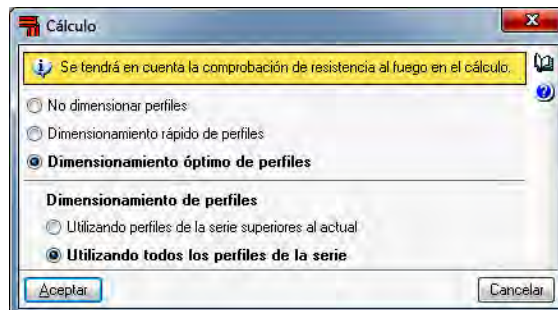 Cálculo
Se tendrá en cuenta la comprobación de resistencia al fuego en el cálculo.
No dimensionar perfiles
Dimensionamiento rápido de perfiles
Dimensionamiento óptimo de perfiles
Dimensionamiento de perfiles
Utilizando perfiles de la serie superiores al actual
Utilizando todos los perfiles de la serie
Aceptar
Cancelar